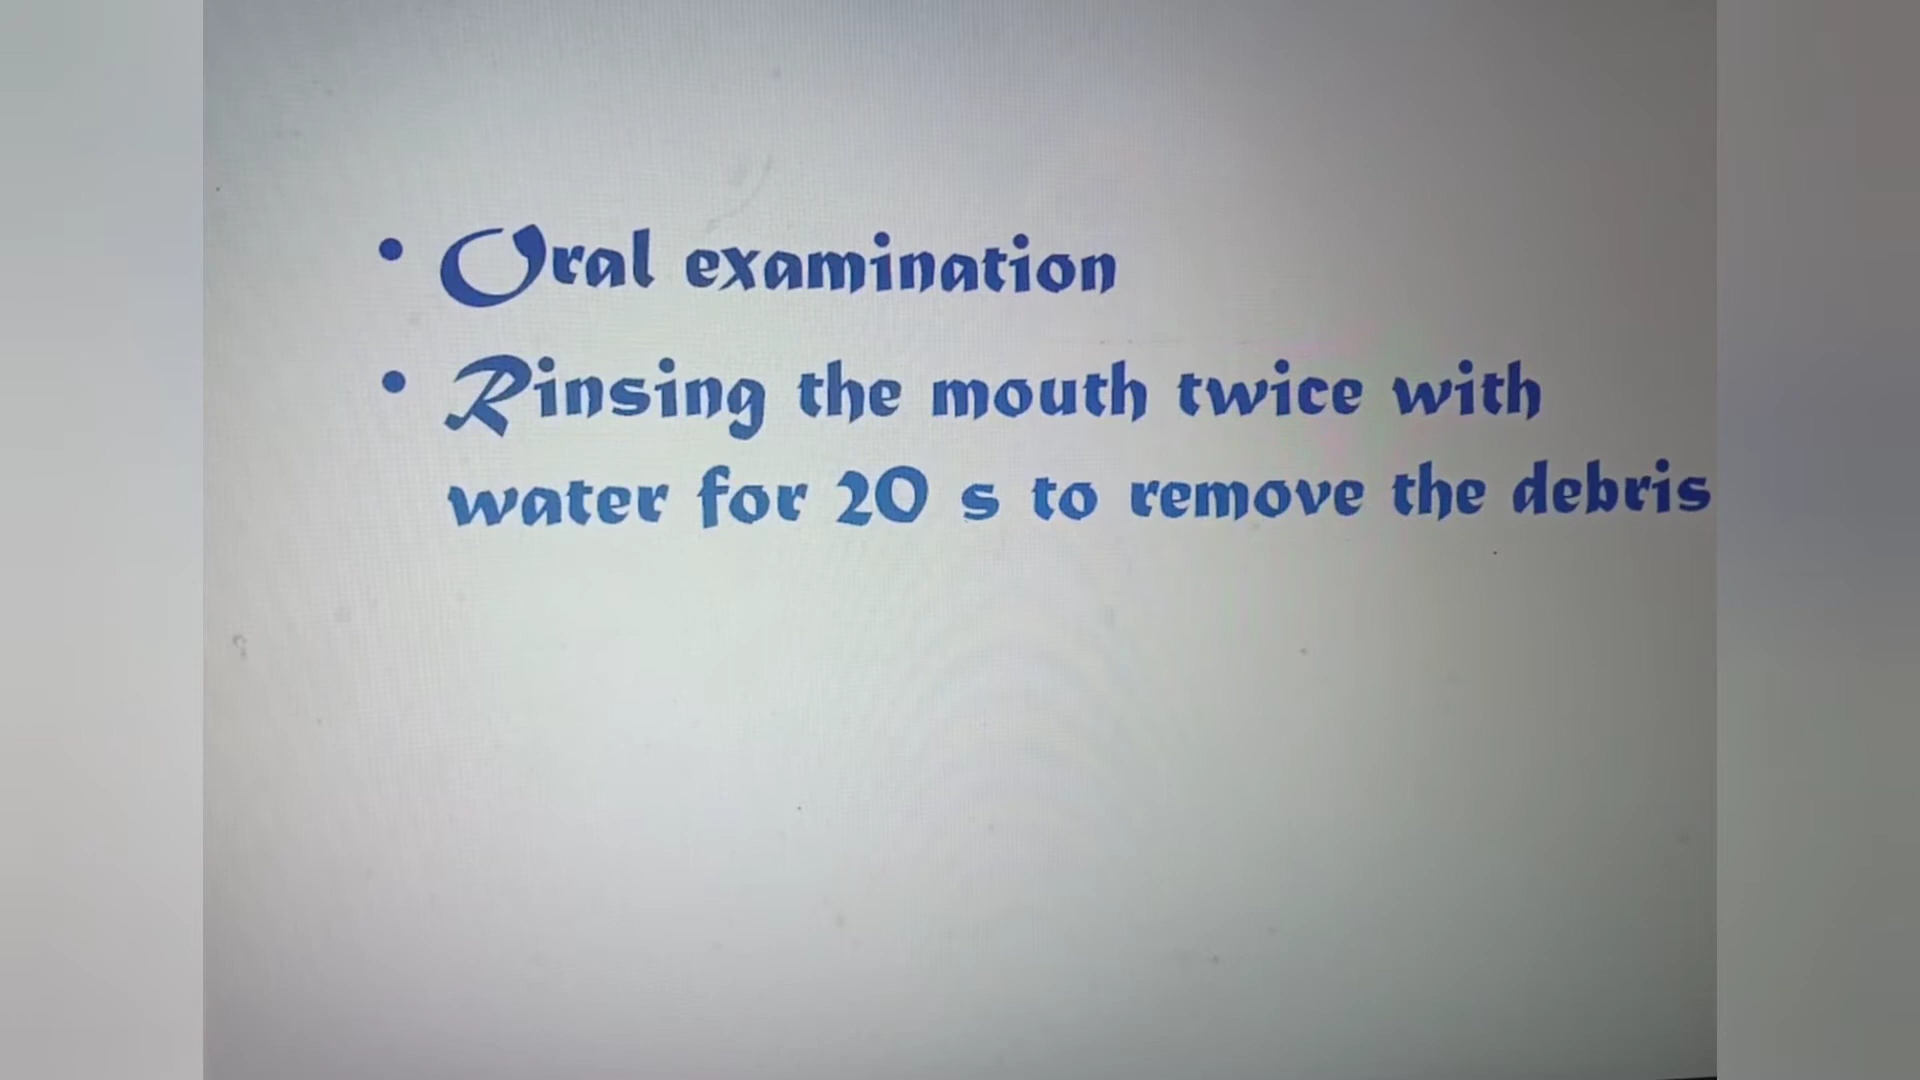 • Oral examination
• Rinsing the mouth twice with
water for 20 s to remove the debris